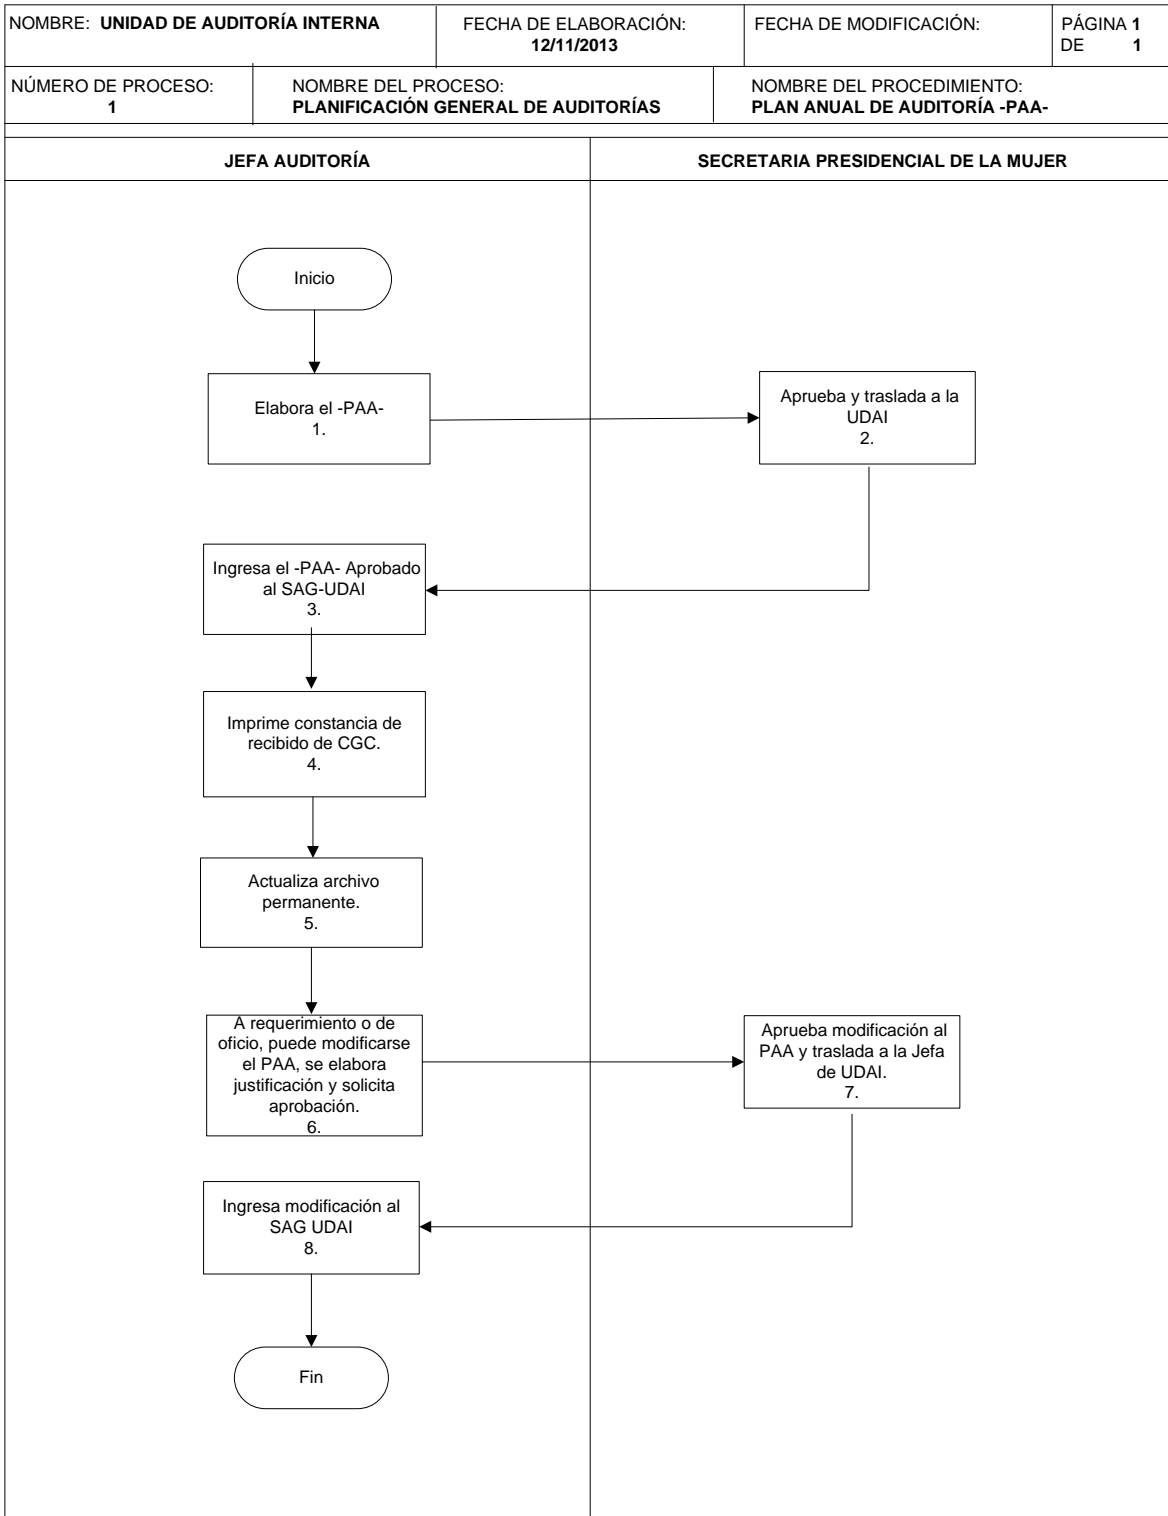 NOMBRE: UNIDAD DE AUDITORÍA INTERNA
FECHA DE ELABORACIÓN:
12/11/2013
FECHA DE MODIFICACIÓN:
PÁGINA 1
DE 1
NÚMERO DE PROCESO:
1
NOMBRE DEL PROCESO:
PLANIFICACIÓN GENERAL DE AUDITORÍAS
NOMBRE DEL PROCEDIMIENTO:
PLAN ANUAL DE AUDITORÍA -PAA-
JEFA AUDITORÍA
SECRETARIA PRESIDENCIAL DE LA MUJER
Inicio
Elabora el -PAA-
1.
Aprueba y traslada a la
UDAI
2.
Ingresa el -PAA- Aprobado
al SAG-UDAI
3.
Imprime constancia de
recibido de CGC.
4.
Actualiza archivo
permanente.
5.
A requerimiento o de
oficio, puede modificarse
el PAA, se elabora
justificación y solicita
aprobación.
6.
Aprueba modificación al
PAA y traslada a la Jefa
de UDAI.
7.
Ingresa modificación al
SAG UDAI
8.
Fin